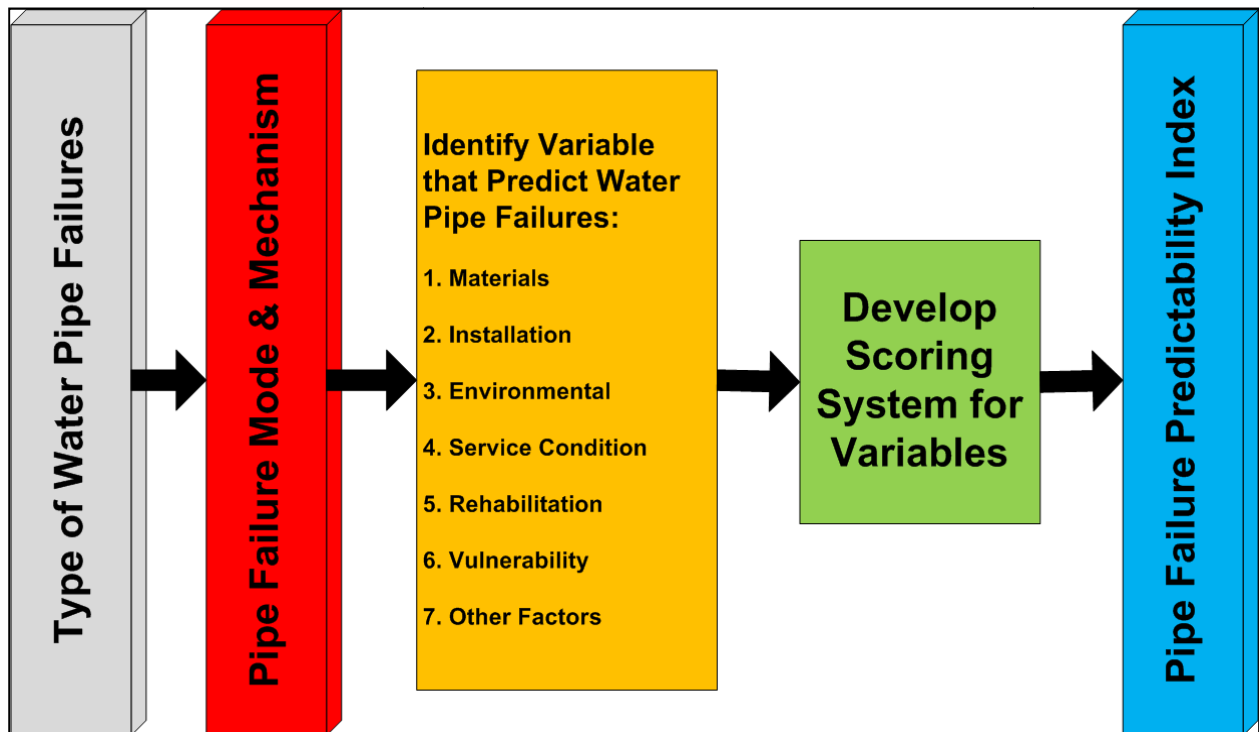 Type of Water Pipe Failures
Pipe Failure Mode & Mechanism
Identify Variable
that Predict Water
Pipe Failures:
1. Materials
2. Installation
3. Environmental
4. Service Condition
5. Rehabilitation
6. Vulnerability
7. Other Factors
Develop
Scoring
System for
Variables
Pipe Failure Predictability Index